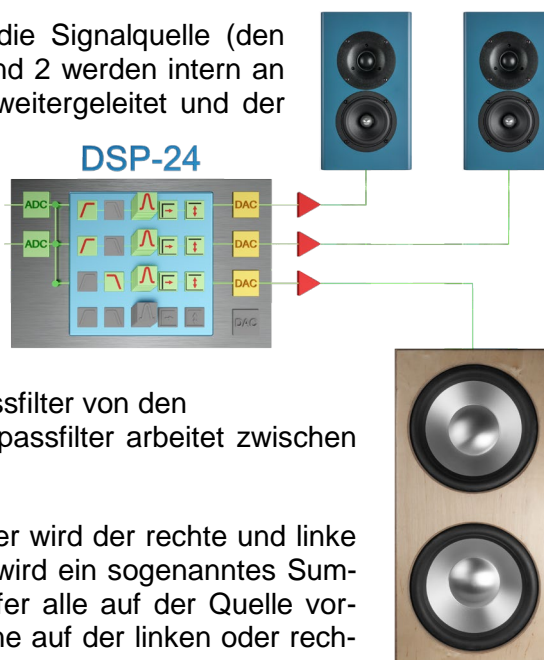 die Signalquelle (den
nd 2 werden intern an
weitergeleitet und der
DSP-24
ADC
DAC
ADC
DAC
DAC
DAC
ssfilter von den
passfilter arbeitet zwischen
er wird der rechte und linke
wird ein sogenanntes Sum-
fer alle auf der Quelle vor-
ne auf der linken oder rech-